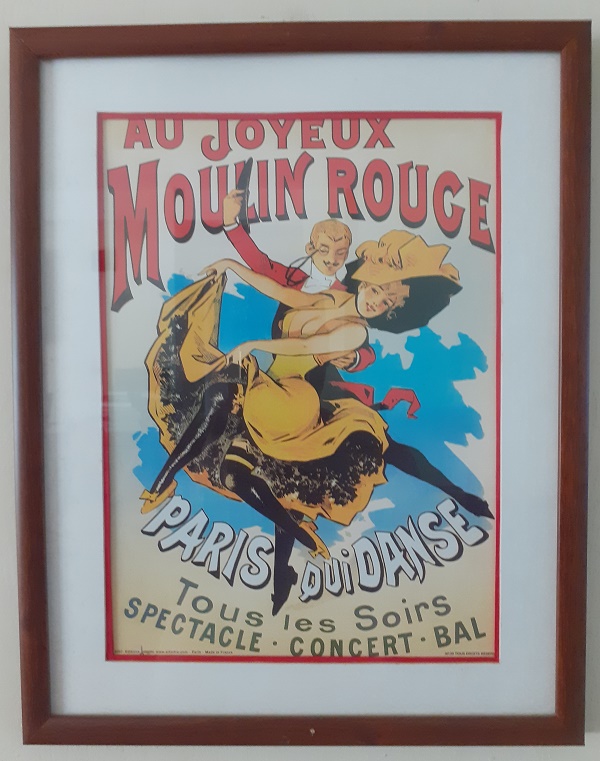 AU JOYEUX
MOULIN ROUGE
PARIS QUI DANSE
Tous les Soirs
SPECTACLE · CONCERT · BAL